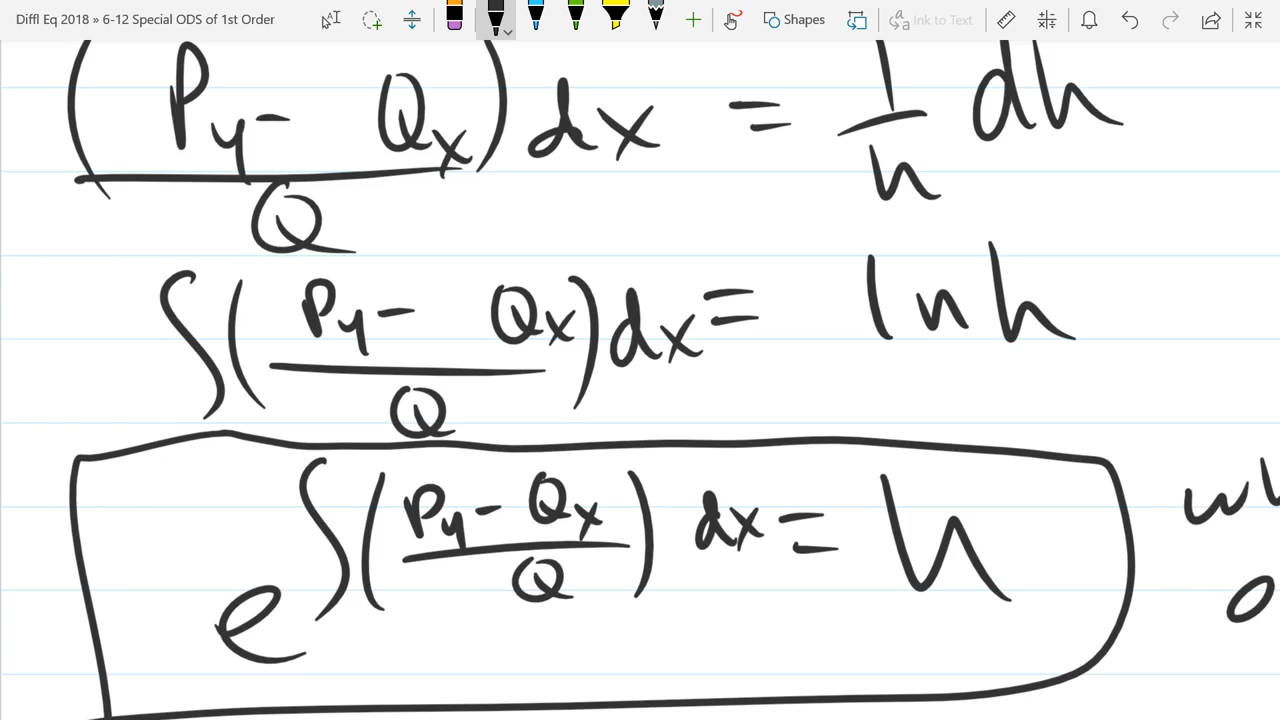 Diffl Eq 2018 » 6-12 Special ODS of 1st Order
Shapes
Ink to Text
(Py - Qx)/Q dx = 1/h dh
∫((Py - Qx)/Q)dx = ln h
e^∫((Py - Qx)/Q) dx = h